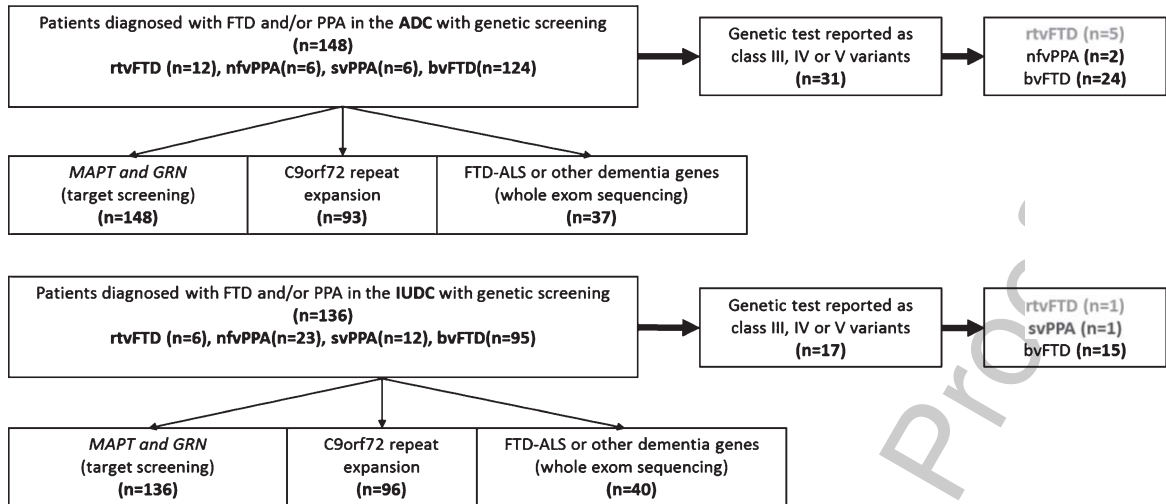 Patients diagnosed with FTD and/or PPA in the ADC with genetic screening
(n=148)
rtvFTD (n=12), nfvPPA(n=6), svPPA(n=6), bvFTD(n=124)
Genetic test reported as
class III, IV or V variants
(n=31)
rtvFTD (n=5)
nfvPPA (n=2)
bvFTD (n=24)
MAPT and GRN
(target screening)
(n=148)
C9orf72 repeat
expansion
(n=93)
FTD-ALS or other dementia genes
(whole exom sequencing)
(n=37)
Patients diagnosed with FTD and/or PPA in the IUDC with genetic screening
(n=136)
rtvFTD (n=6), nfvPPA(n=23), svPPA(n=12), bvFTD(n=95)
Genetic test reported as
class III, IV or V variants
(n=17)
rtvFTD (n=1)
svPPA (n=1)
bvFTD (n=15)
MAPT and GRN
(target screening)
(n=136)
C9orf72 repeat
expansion
(n=96)
FTD-ALS or other dementia genes
(whole exom sequencing)
(n=40)
Proo